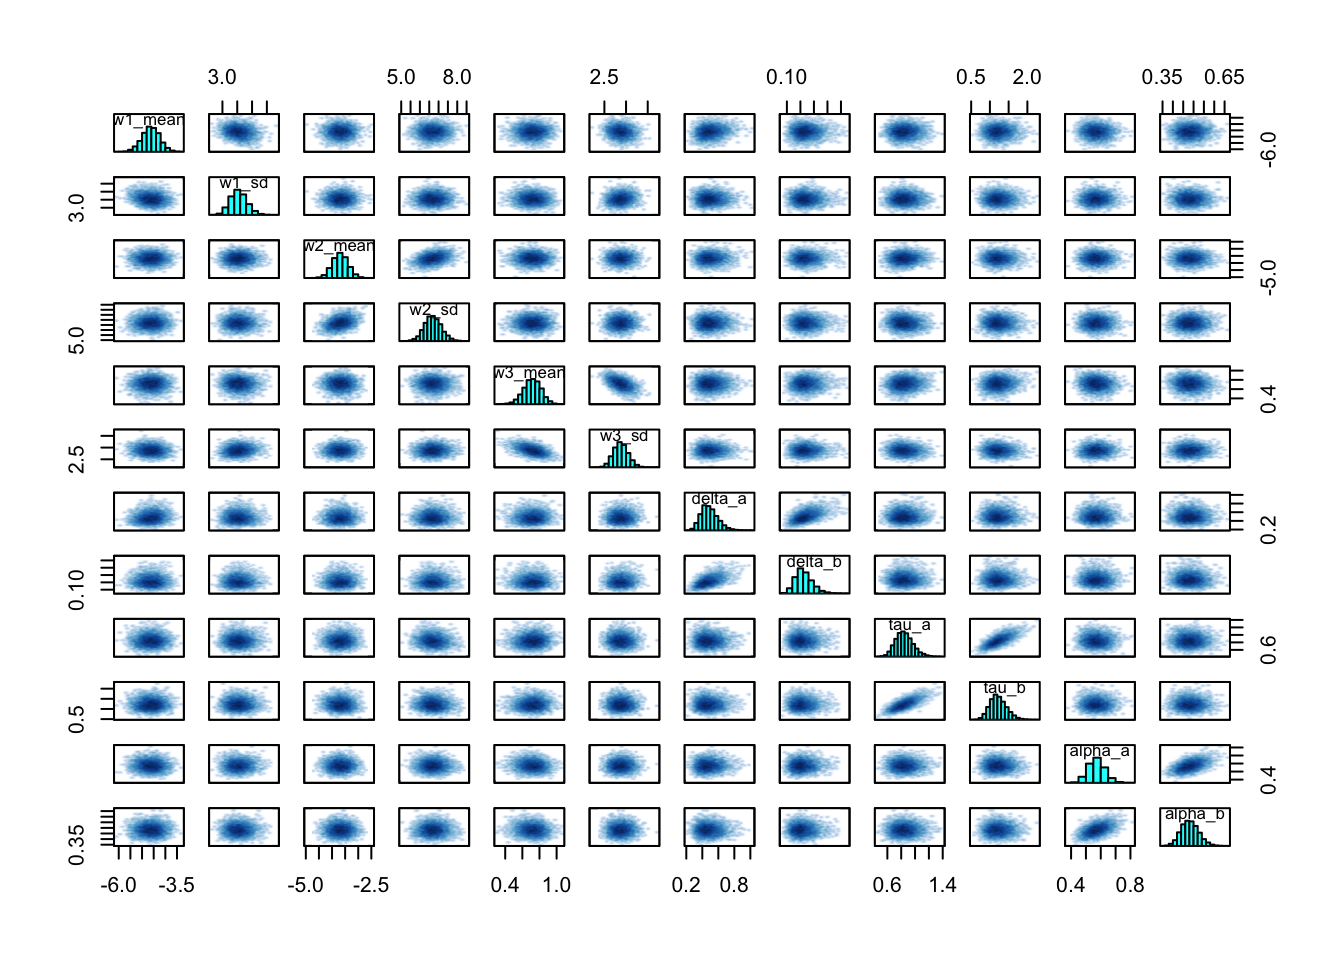 3.0 5.0 8.0 2.5 0.10 0.5 2.0 0.35 0.65
w1_mean -6.0
3.0 w1_sd
w2_mean -5.0
5.0 w2_sd
w3_mean 0.4
2.5 w3_sd
delta_a 0.2
0.10 delta_b
tau_a 0.6
0.5 tau_b
alpha_a 0.4
0.35 alpha_b
-6.0 -3.5 -5.0 -2.5 0.4 1.0 0.2 0.8 0.6 1.4 0.4 0.8